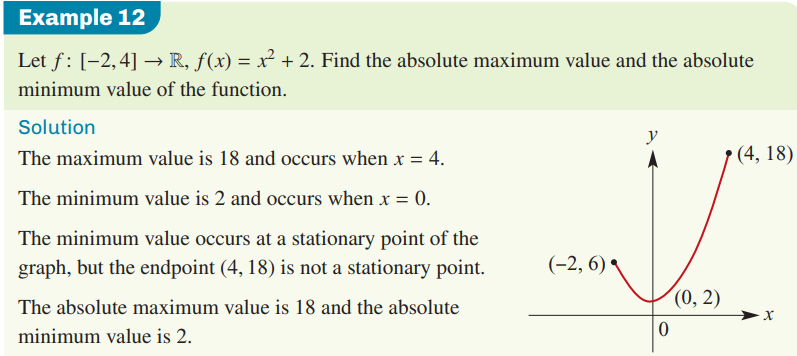 Example 12
Let f : [−2, 4] → ℝ, f(x) = x² + 2. Find the absolute maximum value and the absolute
minimum value of the function.
Solution
The maximum value is 18 and occurs when x = 4.
The minimum value is 2 and occurs when x = 0.
The minimum value occurs at a stationary point of the
graph, but the endpoint (4, 18) is not a stationary point.
The absolute maximum value is 18 and the absolute
minimum value is 2.
y
(4, 18)
(−2, 6)
(0, 2)
x
0